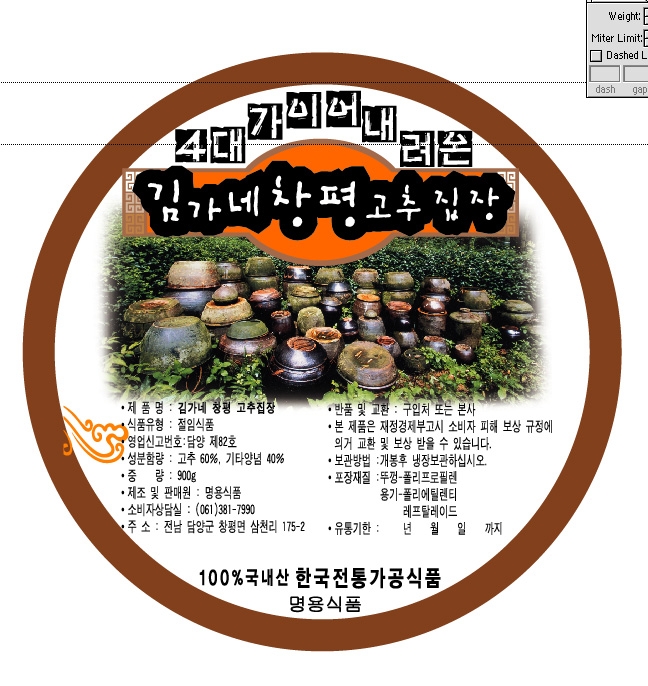 Weight:
Miter Limit:
Dashed L
dash gap
4대가이어내려온
김가네창평고추집장
•제 품 명 : 김가네 창평 고추집장
•식품유형 : 절임식품
•영업신고번호:담양 제82호
•성분함량 : 고추 60%, 기타양념 40%
•중 량 : 900g
•제조 및 판매원 : 명용식품
•소비자상담실 : (061)381-7990
•주 소 : 전남 담양군 창평면 삼천리 175-2
•반품 및 교환 : 구입처 또는 본사
•본 제품은 재정경제부고시 소비자 피해 보상 규정에
의거 교환 및 보상 받을 수 있습니다.
•보관방법 :개봉후 냉장보관하십시오.
•포장재질 :뚜껑-폴리프로필렌
용기-폴리에틸렌티
레프탈레이드
•유통기한 : 년 월 일 까지
100%국내산 한국전통가공식품
명용식품